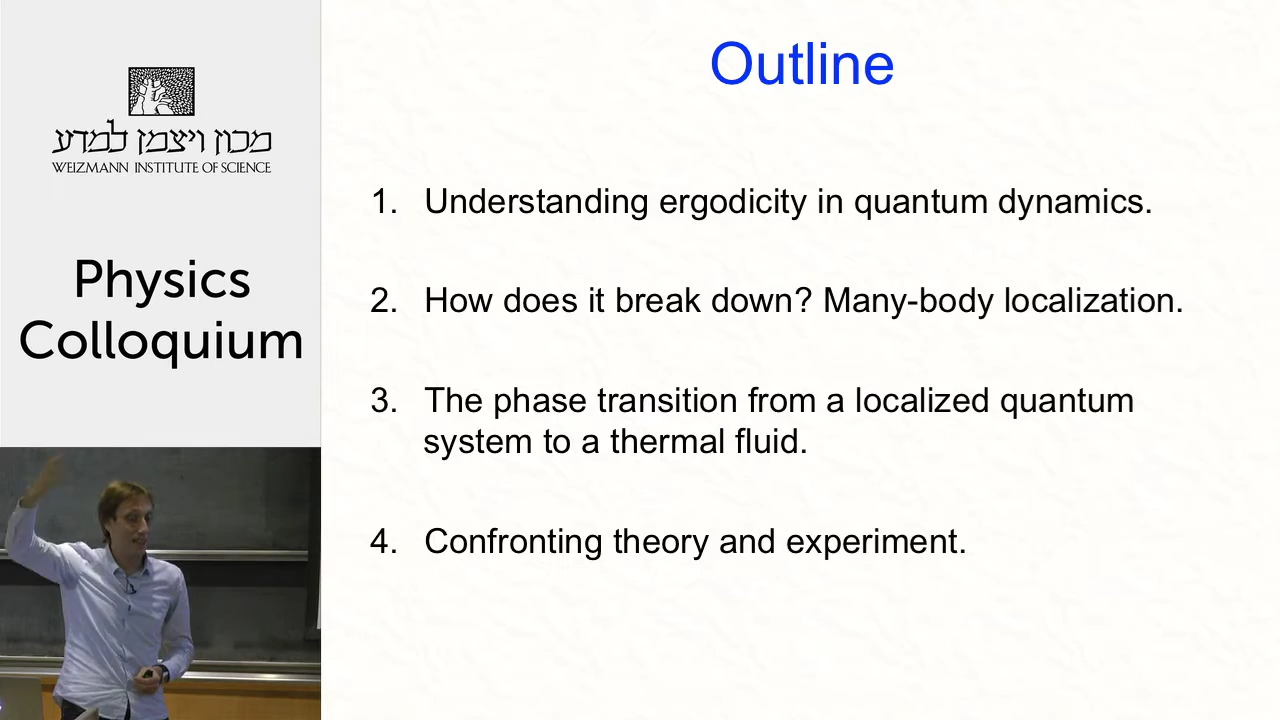 מכון ויצמן למדע
WEIZMANN INSTITUTE OF SCIENCE
Physics
Colloquium
Outline
1. Understanding ergodicity in quantum dynamics.
2. How does it break down? Many-body localization.
3. The phase transition from a localized quantum
system to a thermal fluid.
4. Confronting theory and experiment.